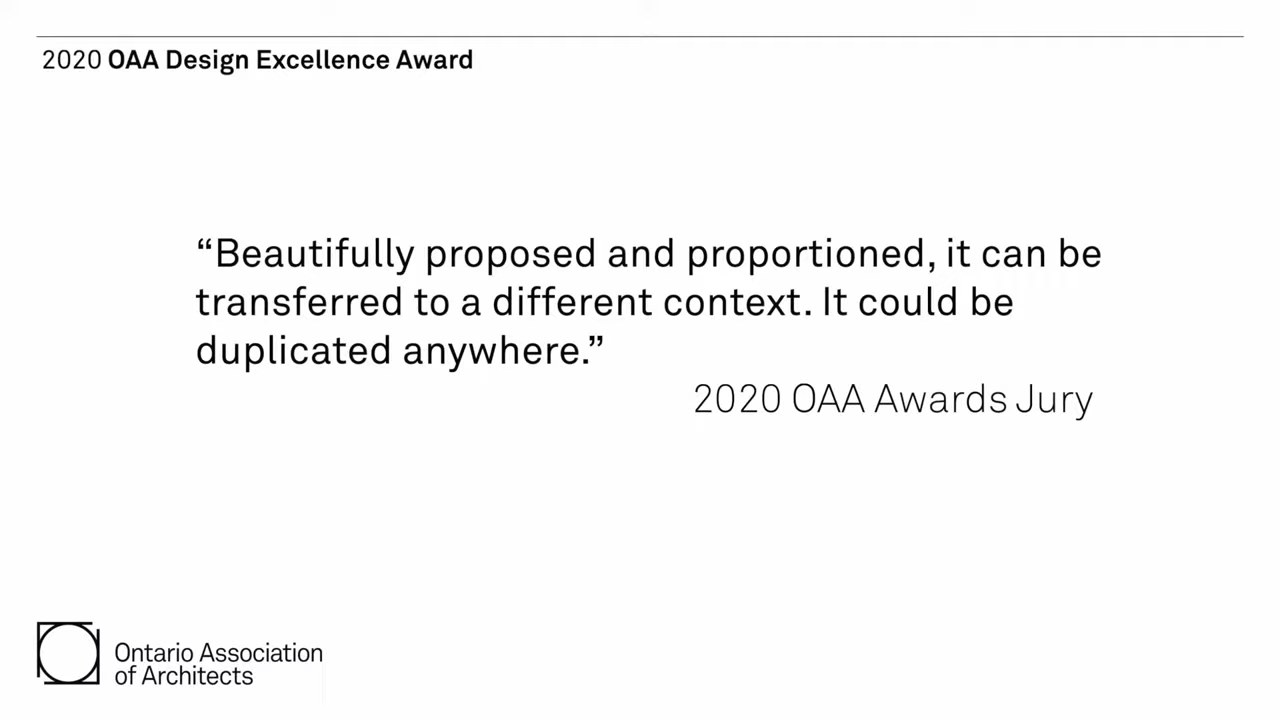 2020 OAA Design Excellence Award
“Beautifully proposed and proportioned, it can be
transferred to a different context. It could be
duplicated anywhere.”
2020 OAA Awards Jury
Ontario Association
of Architects